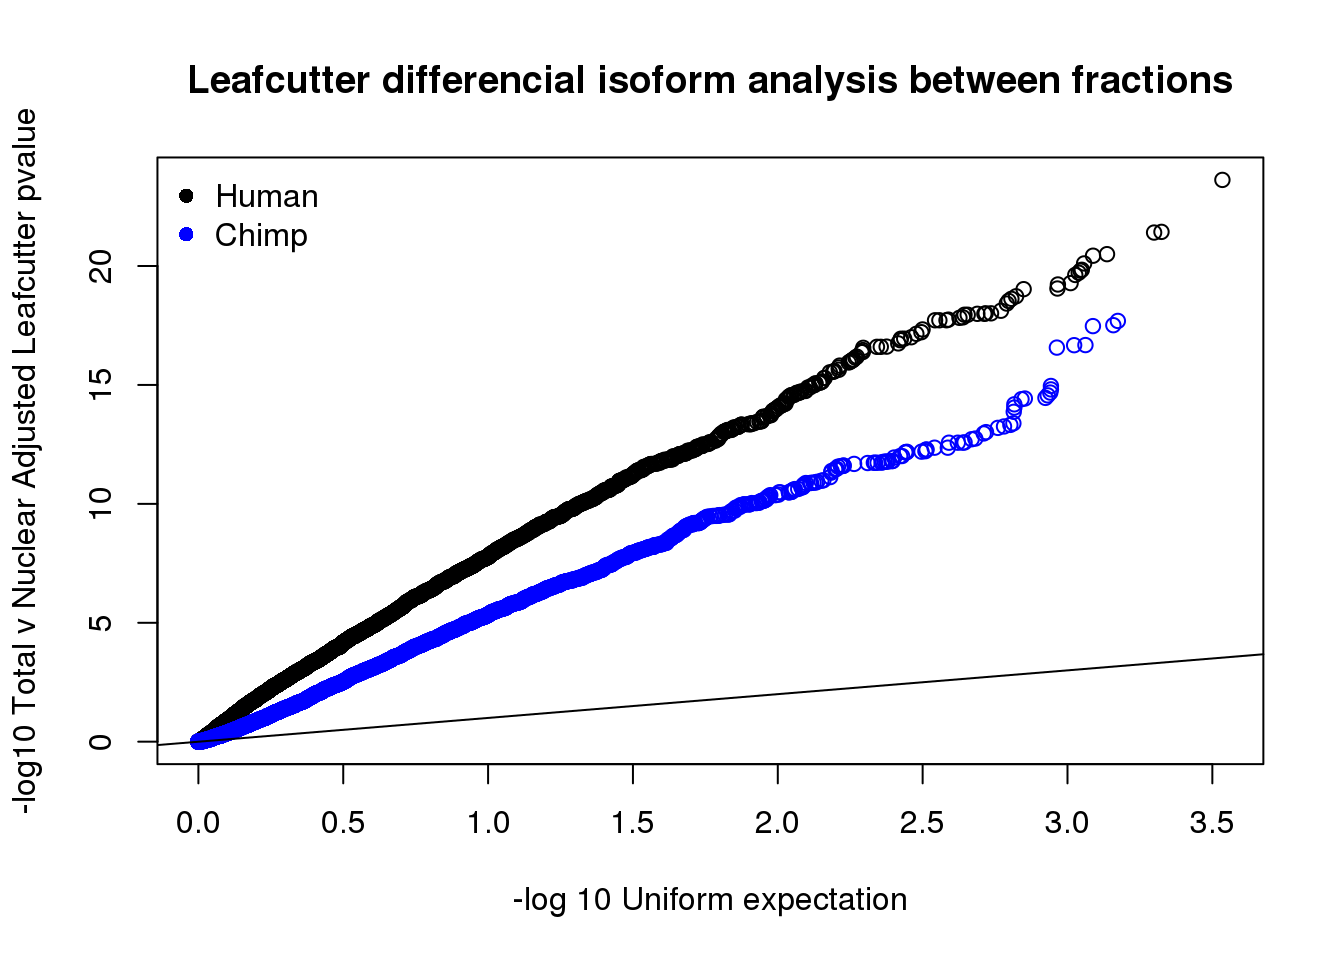 Leafcutter differencial isoform analysis between fractions
-log10 Total v Nuclear Adjusted Leafcutter pvalue
Human
Chimp
20
15
10
5
0
0.0 0.5 1.0 1.5 2.0 2.5 3.0 3.5
-log 10 Uniform expectation